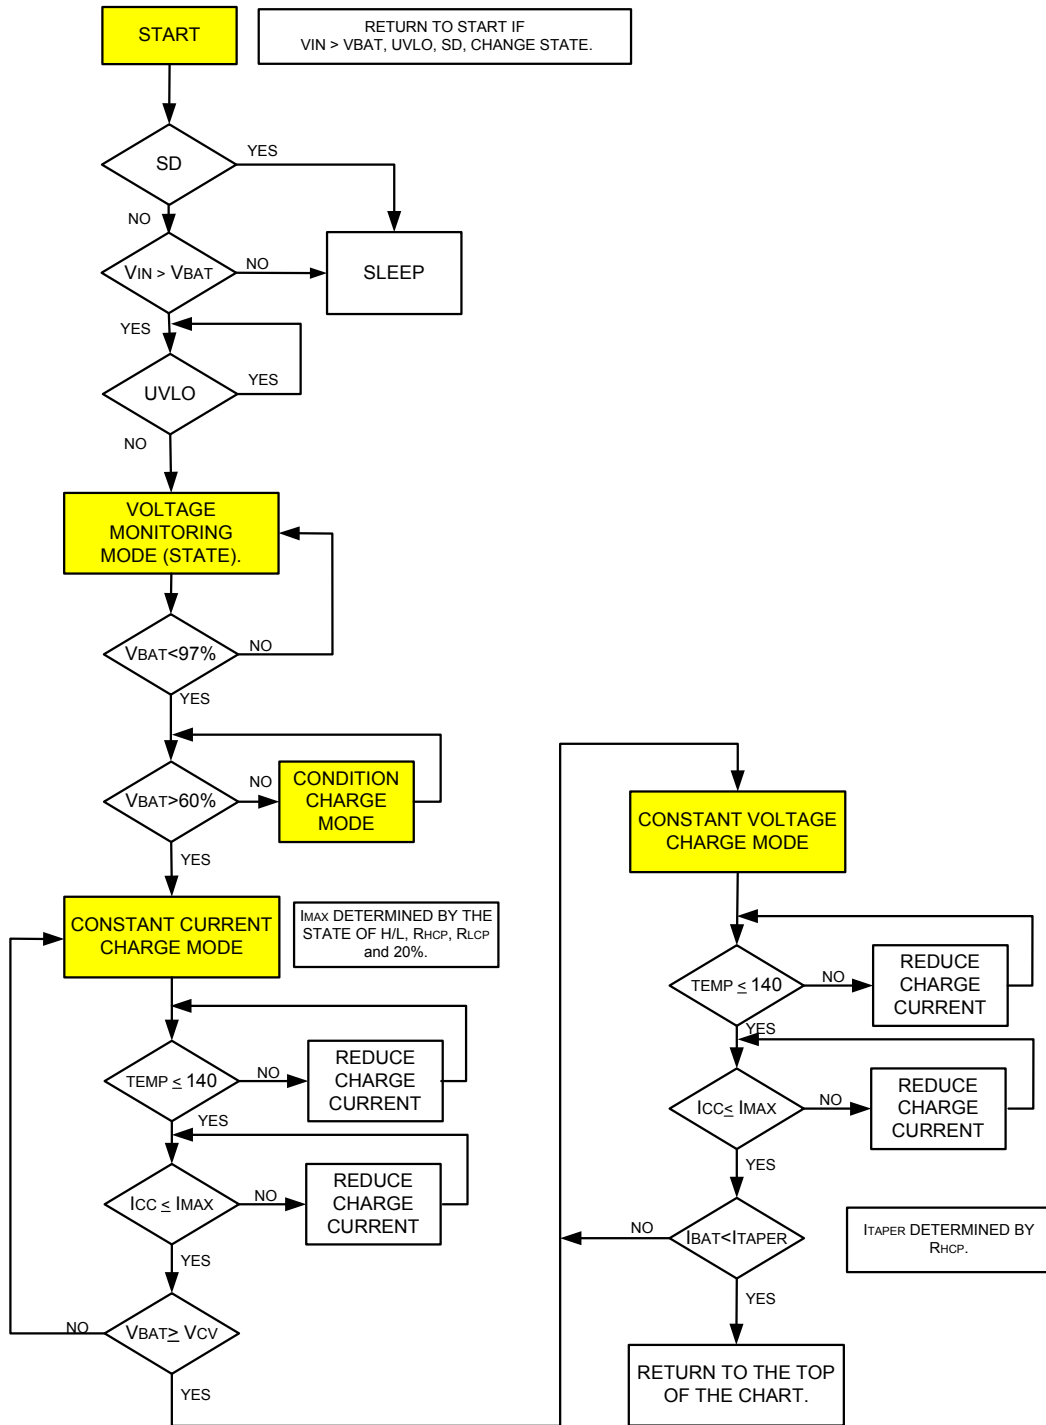 START
RETURN TO START IF
VIN > VBAT, UVLO, SD, CHANGE STATE.
SD
YES
NO
VIN > VBAT
NO
SLEEP
YES
UVLO
YES
NO
VOLTAGE
MONITORING
MODE (STATE).
VBAT<97%
NO
YES
VBAT>60%
NO
CONDITION
CHARGE
MODE
YES
CONSTANT CURRENT
CHARGE MODE
IMAX DETERMINED BY THE
STATE OF H/L, RHCP, RLCP
and 20%.
TEMP ≤ 140
NO
REDUCE
CHARGE
CURRENT
YES
ICC ≤ IMAX
NO
REDUCE
CHARGE
CURRENT
YES
VBAT≥ VCV
NO
YES
CONSTANT VOLTAGE
CHARGE MODE
TEMP ≤ 140
NO
REDUCE
CHARGE
CURRENT
YES
ICC≤ IMAX
NO
REDUCE
CHARGE
CURRENT
YES
IBAT<ITAPER
NO
ITAPER DETERMINED BY
RHCP.
YES
RETURN TO THE TOP
OF THE CHART.